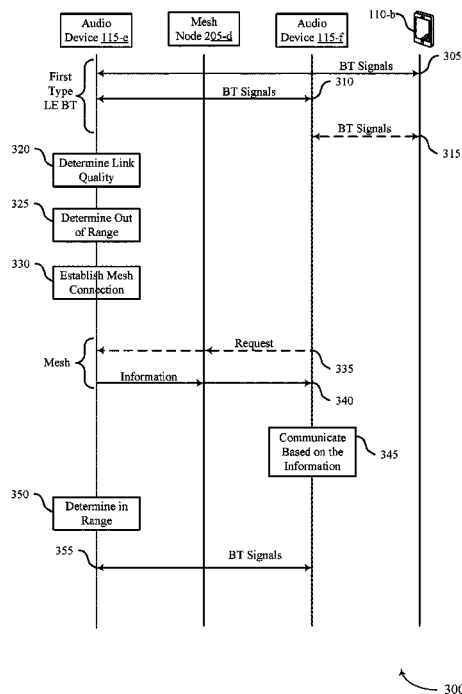 Audio
Device 115-e
Mesh
Node 205-d
Audio
Device 115-f
110-b
First
Type
LE BT
BT Signals
305
BT Signals
310
BT Signals
315
320
Determine Link
Quality
325
Determine Out
of Range
330
Establish Mesh
Connection
Mesh
Request
335
Information
340
Communicate
Based on the
Information
345
350
Determine in
Range
355
BT Signals
300